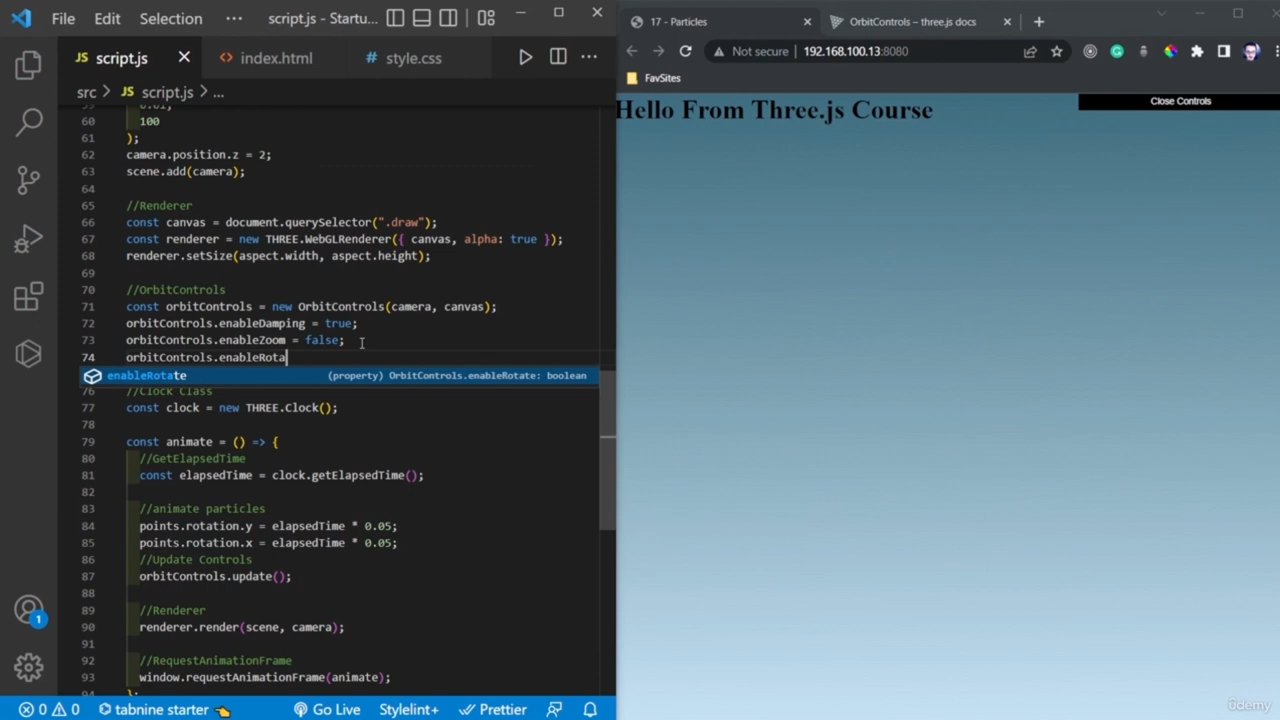 File Edit Selection ··· script.js - Startu...
JS script.js
index.html
style.css
src > JS script.js > ...
60 100
61 );
62 camera.position.z = 2;
63 scene.add(camera);
64
65 //Renderer
66 const canvas = document.querySelector(".draw");
67 const renderer = new THREE.WebGLRenderer({ canvas, alpha: true });
68 renderer.setSize(aspect.width, aspect.height);
69
70 //OrbitControls
71 const orbitControls = new OrbitControls(camera, canvas);
72 orbitControls.enableDamping = true;
73 orbitControls.enableZoom = false;
74 orbitControls.enableRota
enableRotate (property) OrbitControls.enableRotate: boolean
76 //Clock Class
77 const clock = new THREE.Clock();
78
79 const animate = () => {
80 //GetElapsedTime
81 const elapsedTime = clock.getElapsedTime();
82
83 //animate particles
84 points.rotation.y = elapsedTime * 0.05;
85 points.rotation.x = elapsedTime * 0.05;
86 //Update Controls
87 orbitControls.update();
88
89 //Renderer
90 renderer.render(scene, camera);
91
92 //RequestAnimationFrame
93 window.requestAnimationFrame(animate);
94 };
1
0 0 tabnine starter Go Live Stylelint+ Prettier
17 - Particles
OrbitControls – three.js docs
Not secure 192.168.100.13:8080
FavSites
Hello From Three.js Course
Close Controls
ûdemy